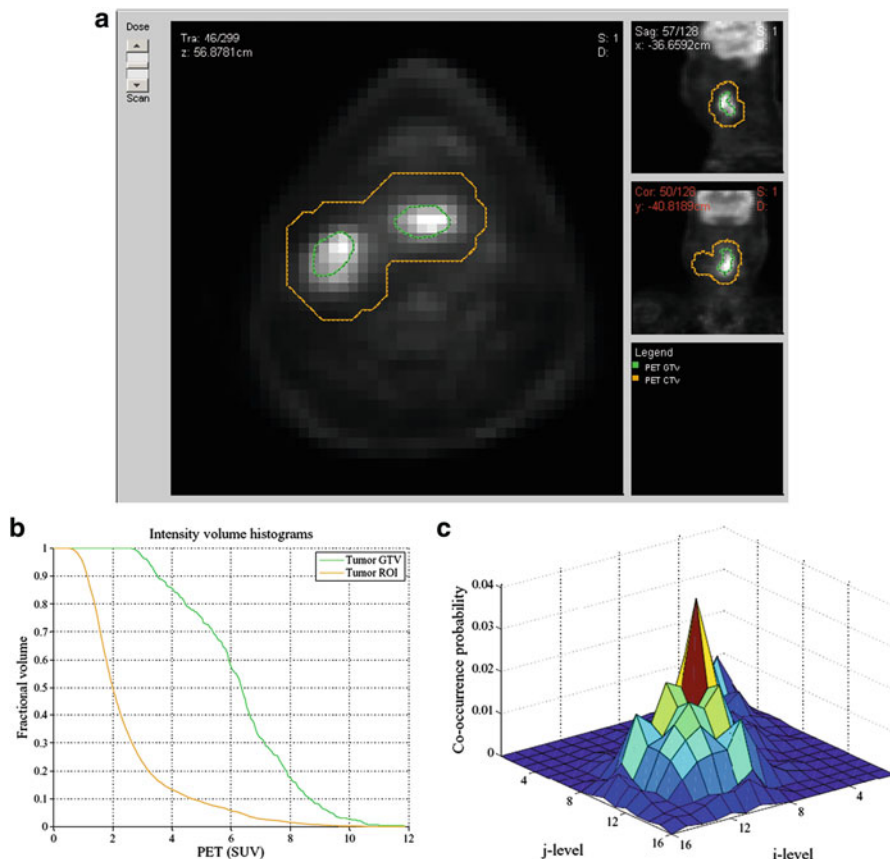 a
Dose
Scan
Tra: 46/299
z: 56.8781cm
S: 1
D:
Sag: 57/128
x: -36.6592cm
S: 1
D:
Cor: 50/128
y: -40.8189cm
S: 1
D:
Legend
PET GTV
PET CTV
b
Intensity volume histograms
Tumor GTV
Tumor ROI
Fractional volume
1
0.9
0.8
0.7
0.6
0.5
0.4
0.3
0.2
0.1
0
0 2 4 6 8 10 12
PET (SUV)
c
Co-occurrence probability
0.04
0.03
0.02
0.01
0
4
8
12
16
j-level
16
12
8
4
i-level